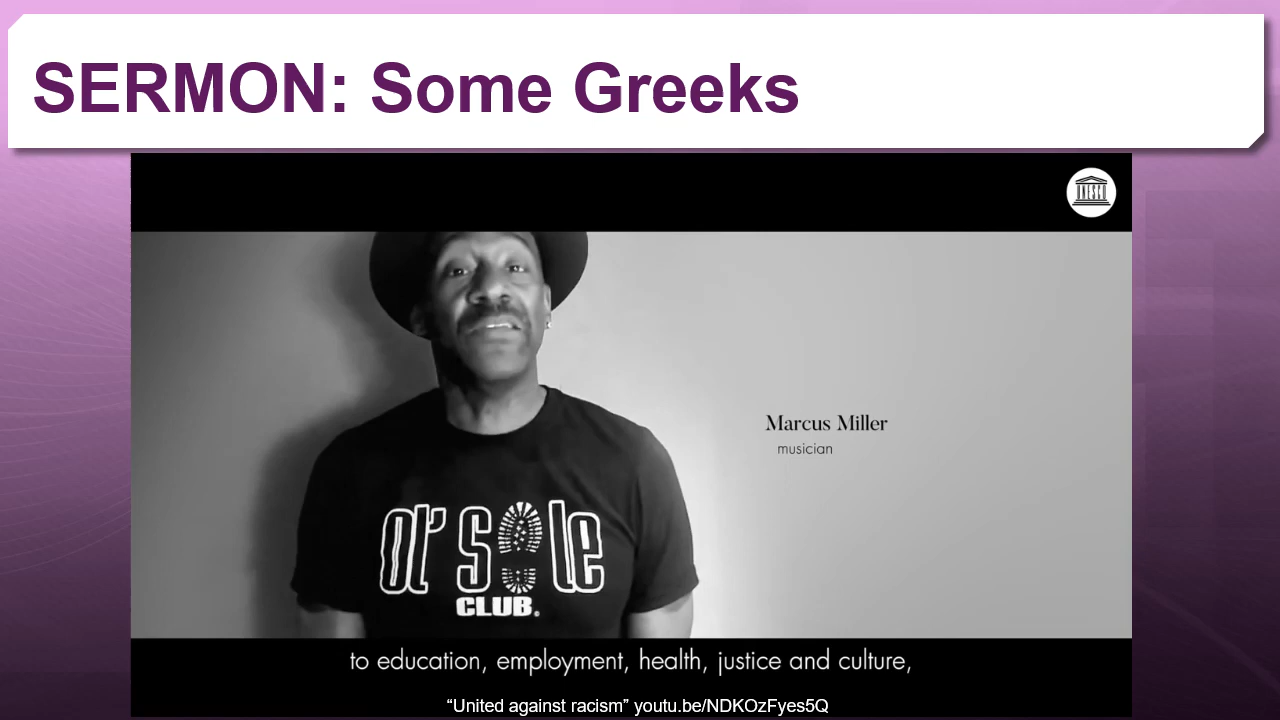 SERMON: Some Greeks
UNESCO
Marcus Miller
musician
ol' sole
CLUB.
to education, employment, health, justice and culture,
“United against racism” youtu.be/NDKOzFyes5Q